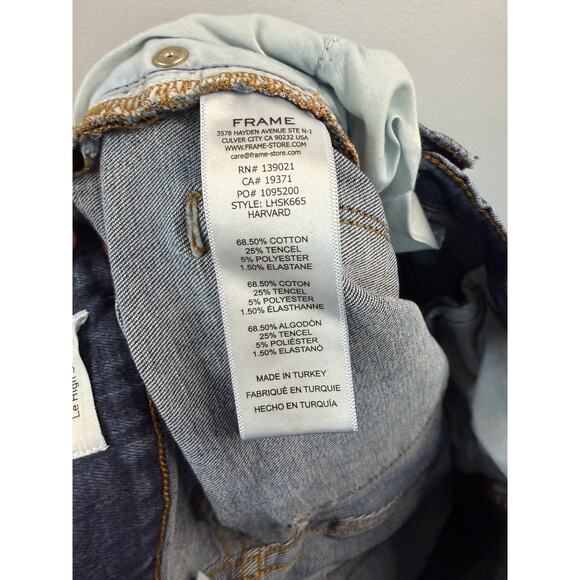 FRAME
3578 HAYDEN AVENUE STE N-1
CULVER CITY CA 90232 USA
WWW.FRAME-STORE.COM
care@frame-store.com
RN# 139021
CA# 19371
PO# 1095200
STYLE: LHSK665
HARVARD
68.50% COTTON
25% TENCEL
5% POLYESTER
1.50% ELASTANE
68.50% COTON
25% TENCEL
5% POLYESTER
1.50% ÉLASTHANNE
68.50% ALGODÓN
25% TENCEL
5% POLIÉSTER
1.50% ELASTANÓ
MADE IN TURKEY
FABRIQUÉ EN TURQUIE
HECHO EN TURQUÍA
Le High